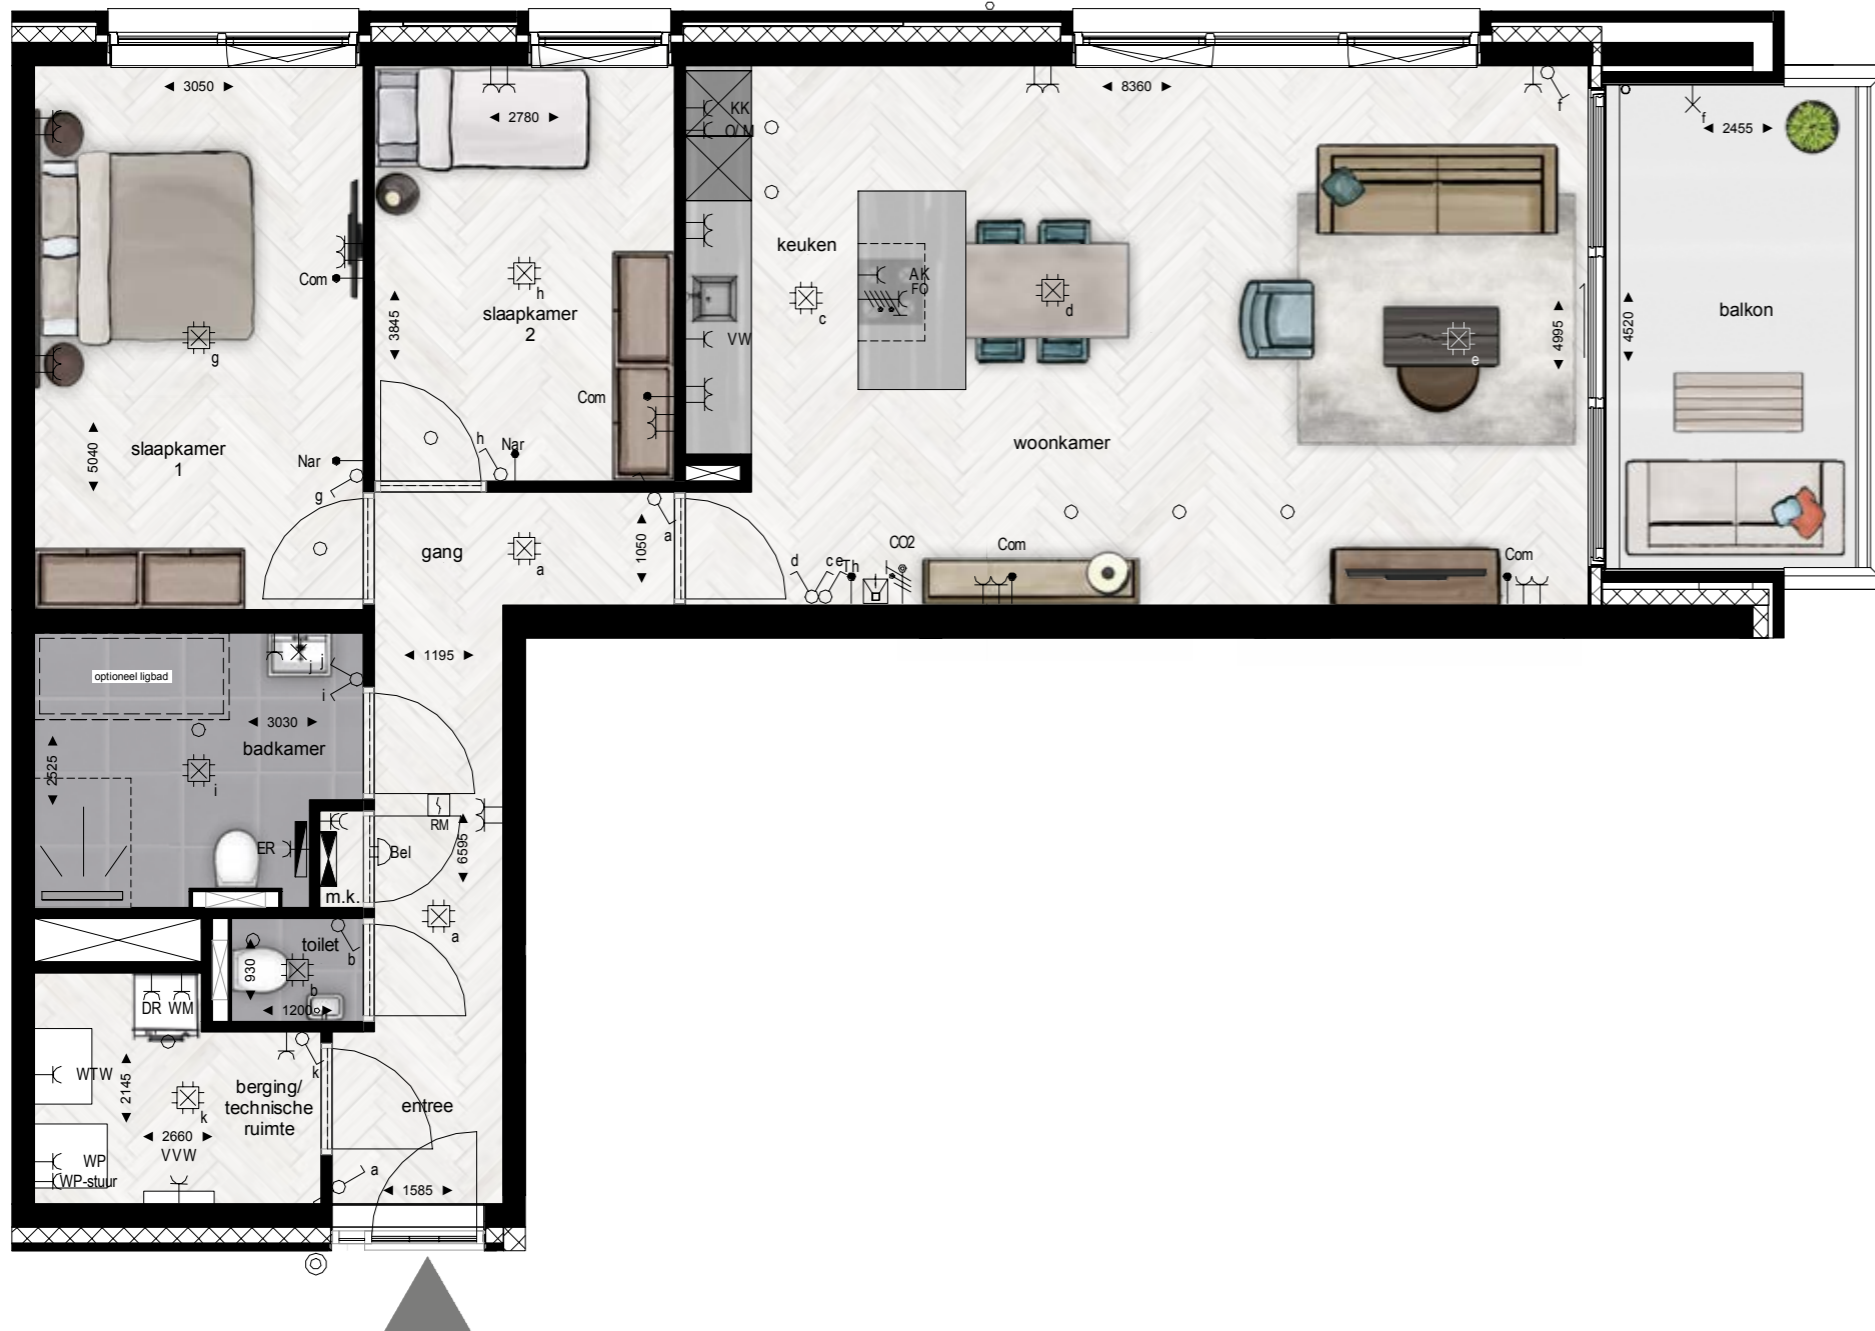 3050
2780
8360
2455
f
f
KK
O/M
keuken
AK
FQ
c
d
e
VW
Com
g
h
slaapkamer
2
3845
Com
4995
4520
balkon
woonkamer
slaapkamer
1
5040
Nar
g
h
Nar
gang
a
1050
a
d
c
e
Th
CO2
Com
Com
1195
optioneel ligbad
j
j
i
3030
badkamer
2525
i
RM
ER
Bel
6595
m.k.
a
toilet
b
930
b
1200
DR
WM
k
WTW
2145
k
berging/
technische
ruimte
entree
2660
VVW
WP
WP-stuur
a
1585